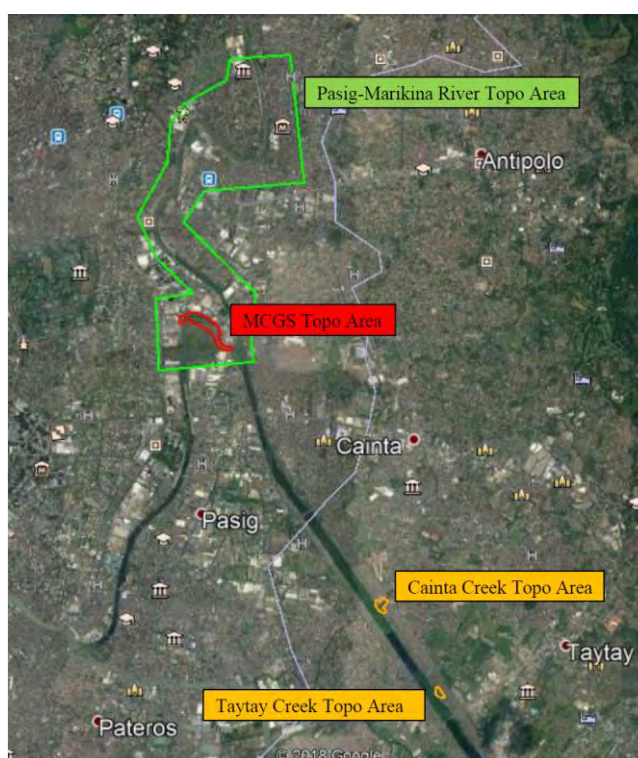 Pasig-Marikina River Topo Area
Antipolo
MCGS Topo Area
Cainta
Pasig
Cainta Creek Topo Area
Taytay
Taytay Creek Topo Area
Pateros
© 2018 Google